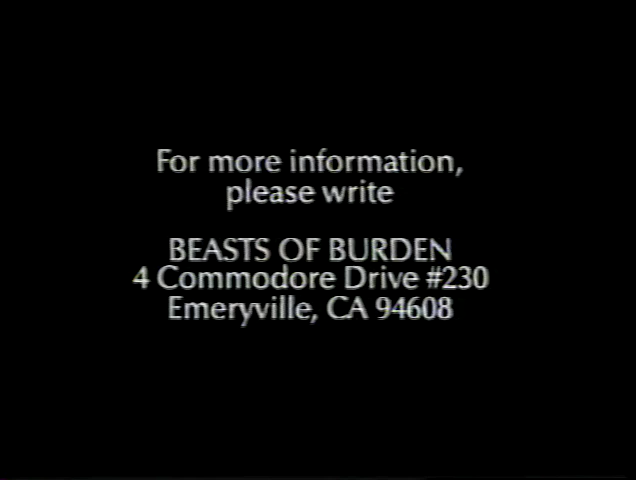 For more information,
please write
BEASTS OF BURDEN
4 Commodore Drive #230
Emeryville, CA 94608